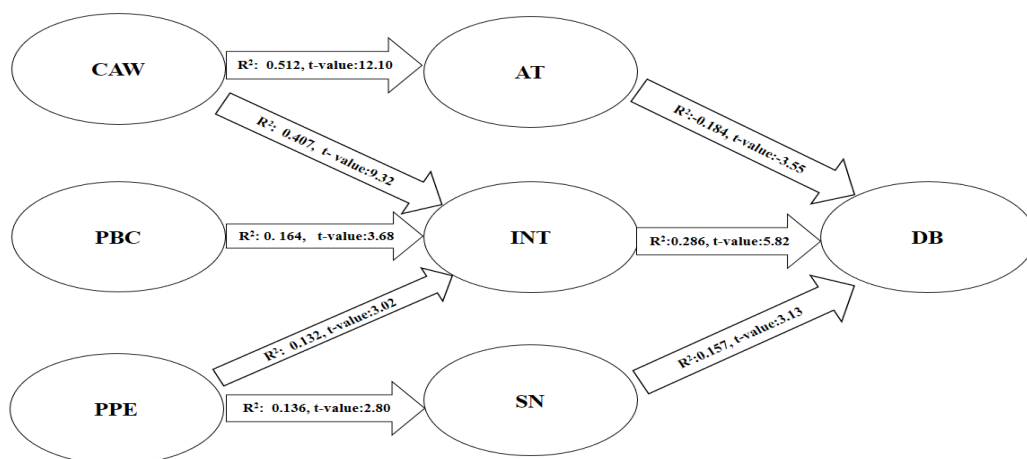 CAW
R²: 0.512, t-value:12.10
AT
R²: 0.407, t- value:9.32
R²:-0.184, t-value:-3.55
PBC
R²: 0. 164, t-value:3.68
INT
R²:0.286, t-value:5.82
DB
R²: 0.132, t-value:3.02
R²:0.157, t-value:3.13
PPE
R²: 0.136, t-value:2.80
SN